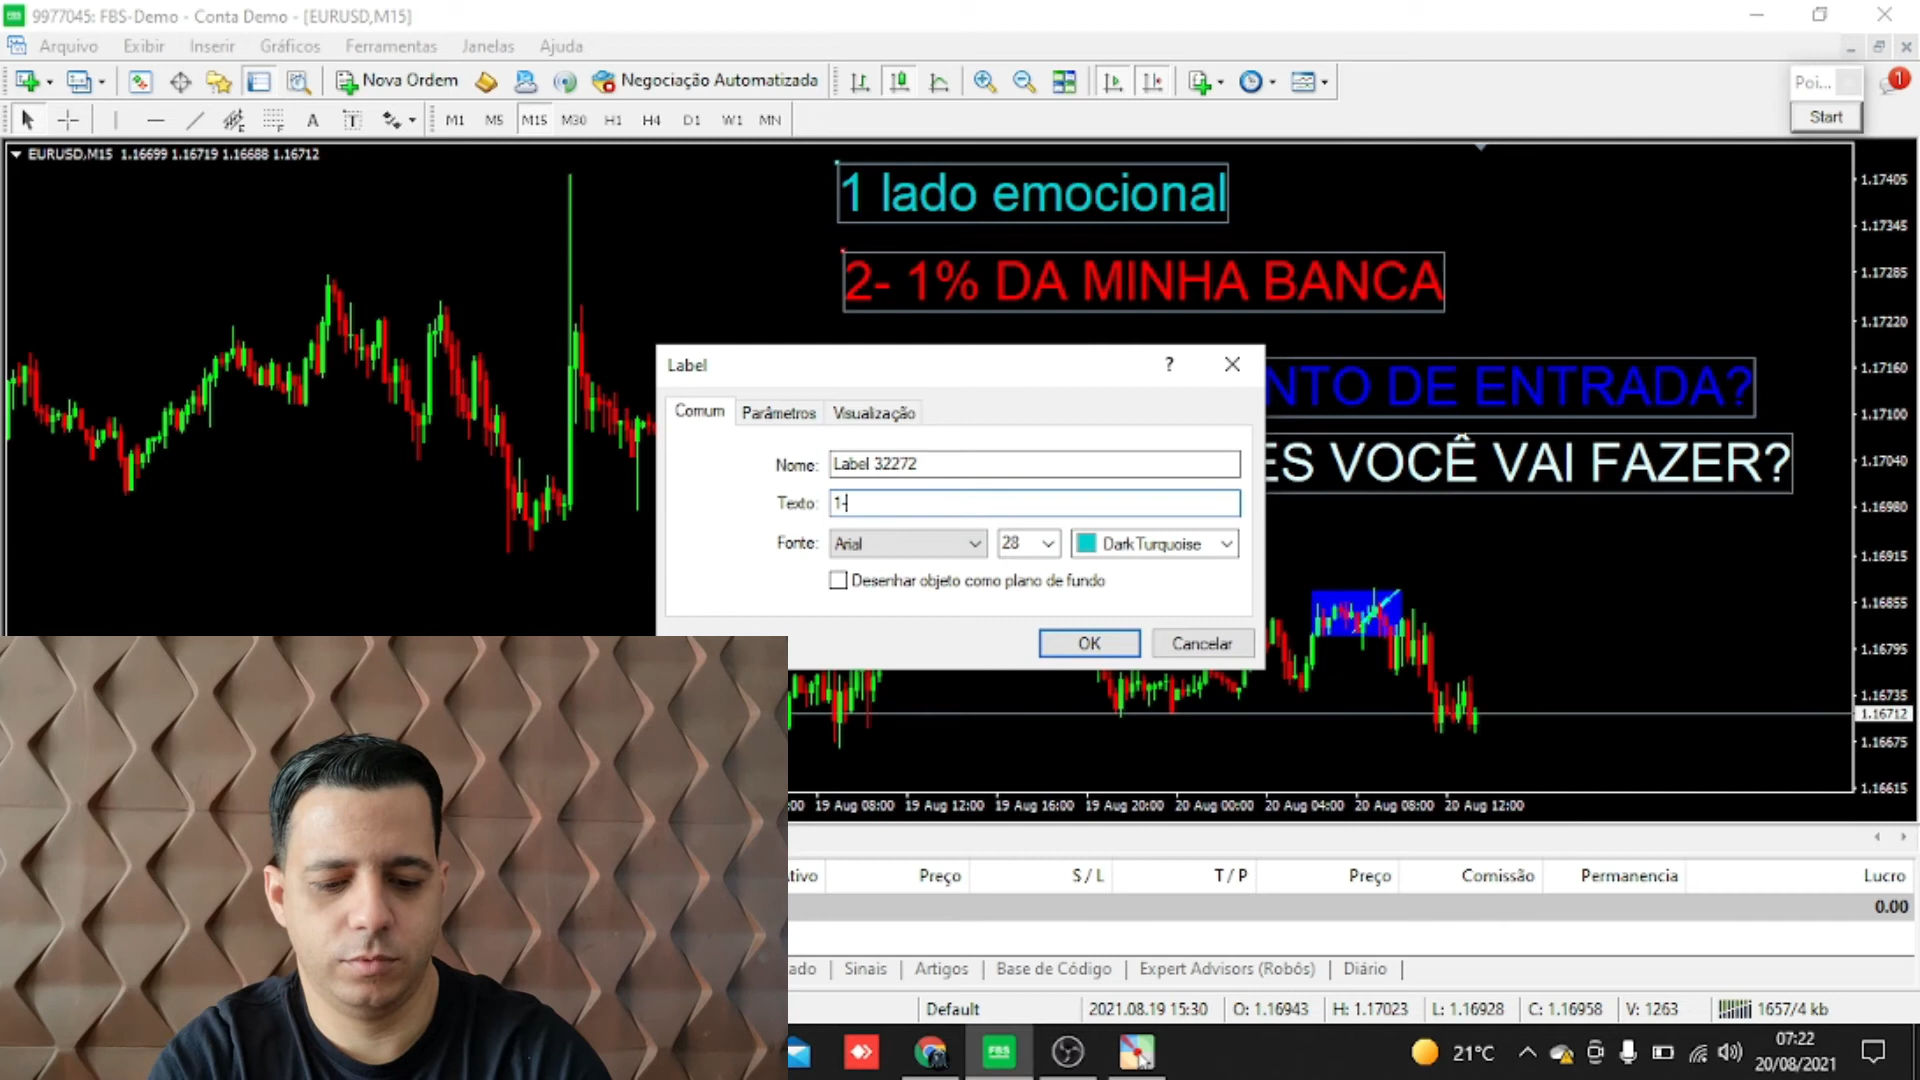 9977045: FBS-Demo - Conta Demo - [EURUSD,M15]
Arquivo Exibir Inserir Gráficos Ferramentas Janelas Ajuda
Nova Ordem Negociação Automatizada
Poi... 1
A T M1 M5 M15 M30 H1 H4 D1 W1 MN
Start
EURUSD,M15 1.16699 1.16719 1.16688 1.16712
1 lado emocional
2- 1% DA MINHA BANCA
NTO DE ENTRADA?
ES VOCÊ VAI FAZER?
1.17405
1.17345
1.17285
1.17220
1.17160
1.17100
1.17040
1.16980
1.16915
1.16855
1.16795
1.16735
1.16712
1.16675
1.16615
Label ?
Comum Parâmetros Visualização
Nome: Label 32272
Texto: 1-
Fonte: Arial 28 DarkTurquoise
Desenhar objeto como plano de fundo
OK Cancelar
:00 19 Aug 08:00 19 Aug 12:00 19 Aug 16:00 19 Aug 20:00 20 Aug 00:00 20 Aug 04:00 20 Aug 08:00 20 Aug 12:00
tivo Preço S / L T / P Preço Comissão Permanencia Lucro
0.00
ado | Sinais | Artigos | Base de Código | Expert Advisors (Robôs) | Diário |
Default 2021.08.19 15:30 O: 1.16943 H: 1.17023 L: 1.16928 C: 1.16958 V: 1263 1657/4 kb
FBS 21°C 07:22
20/08/2021